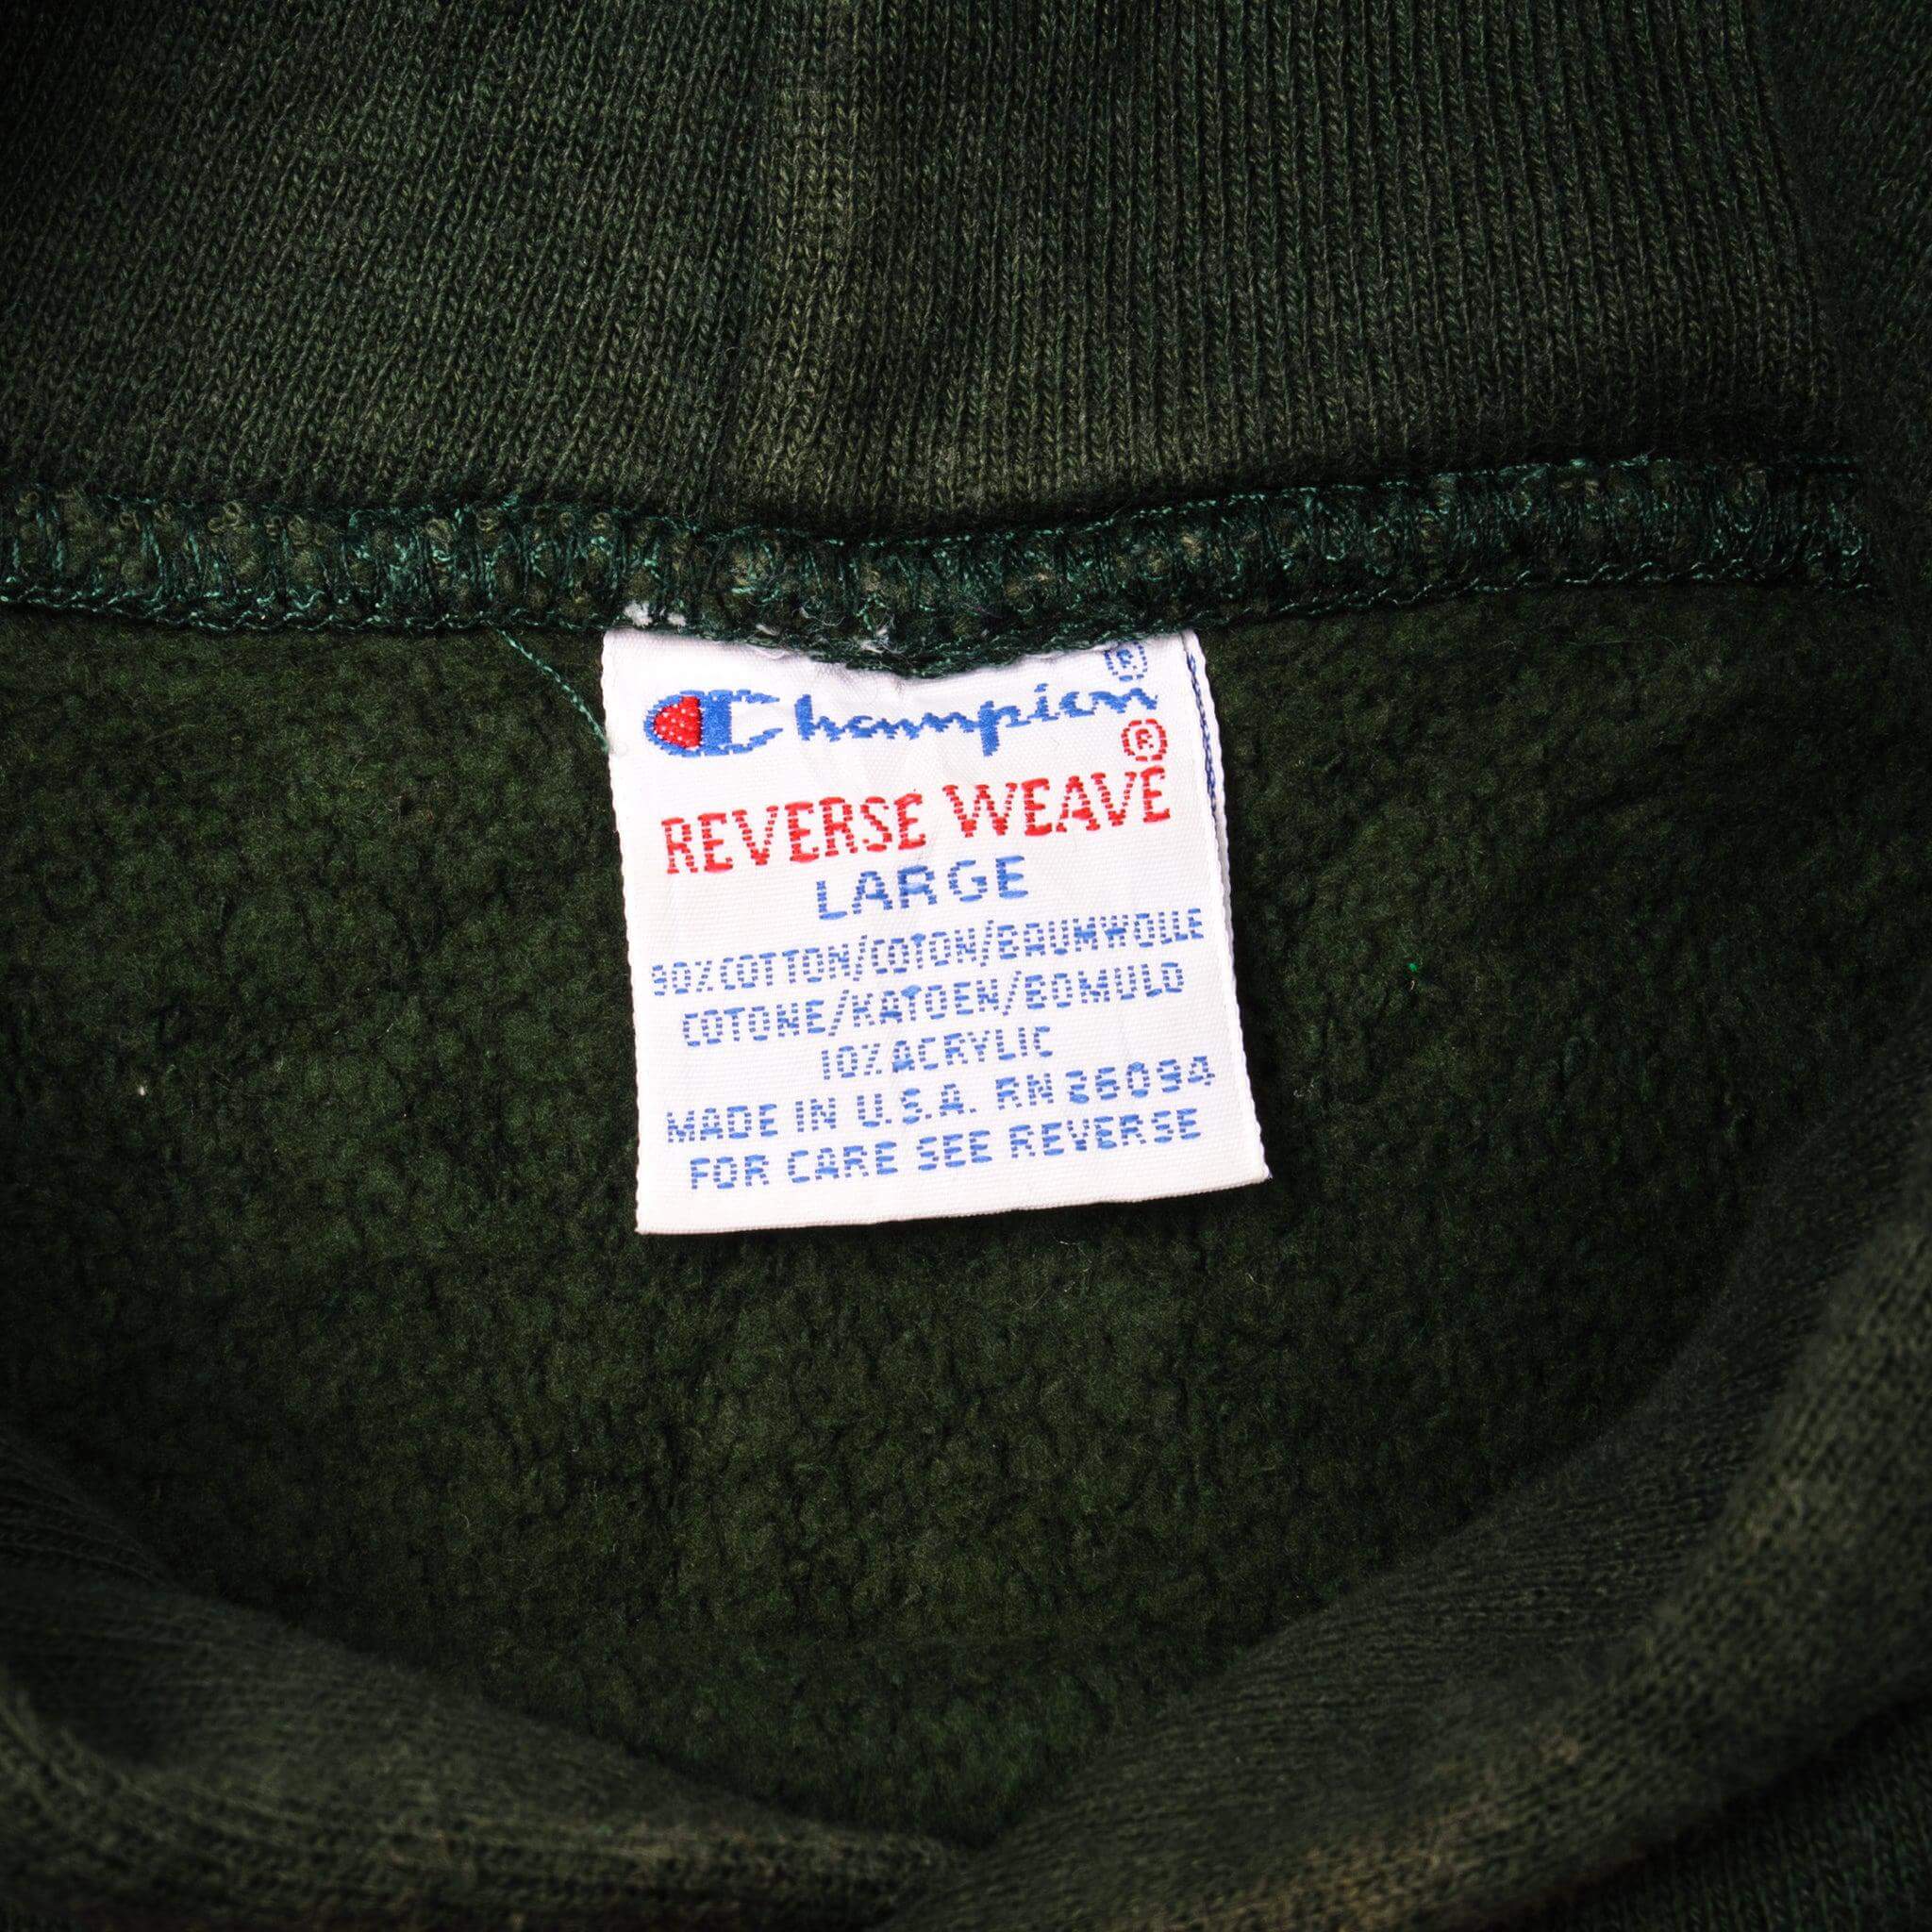 Champion®
REVERSE WEAVE®
LARGE
90% COTTON/COTON/BAUMWOLLE
COTONE/KATOEN/BOMULD
10% ACRYLIC
MADE IN U.S.A. RN 26094
FOR CARE SEE REVERSE